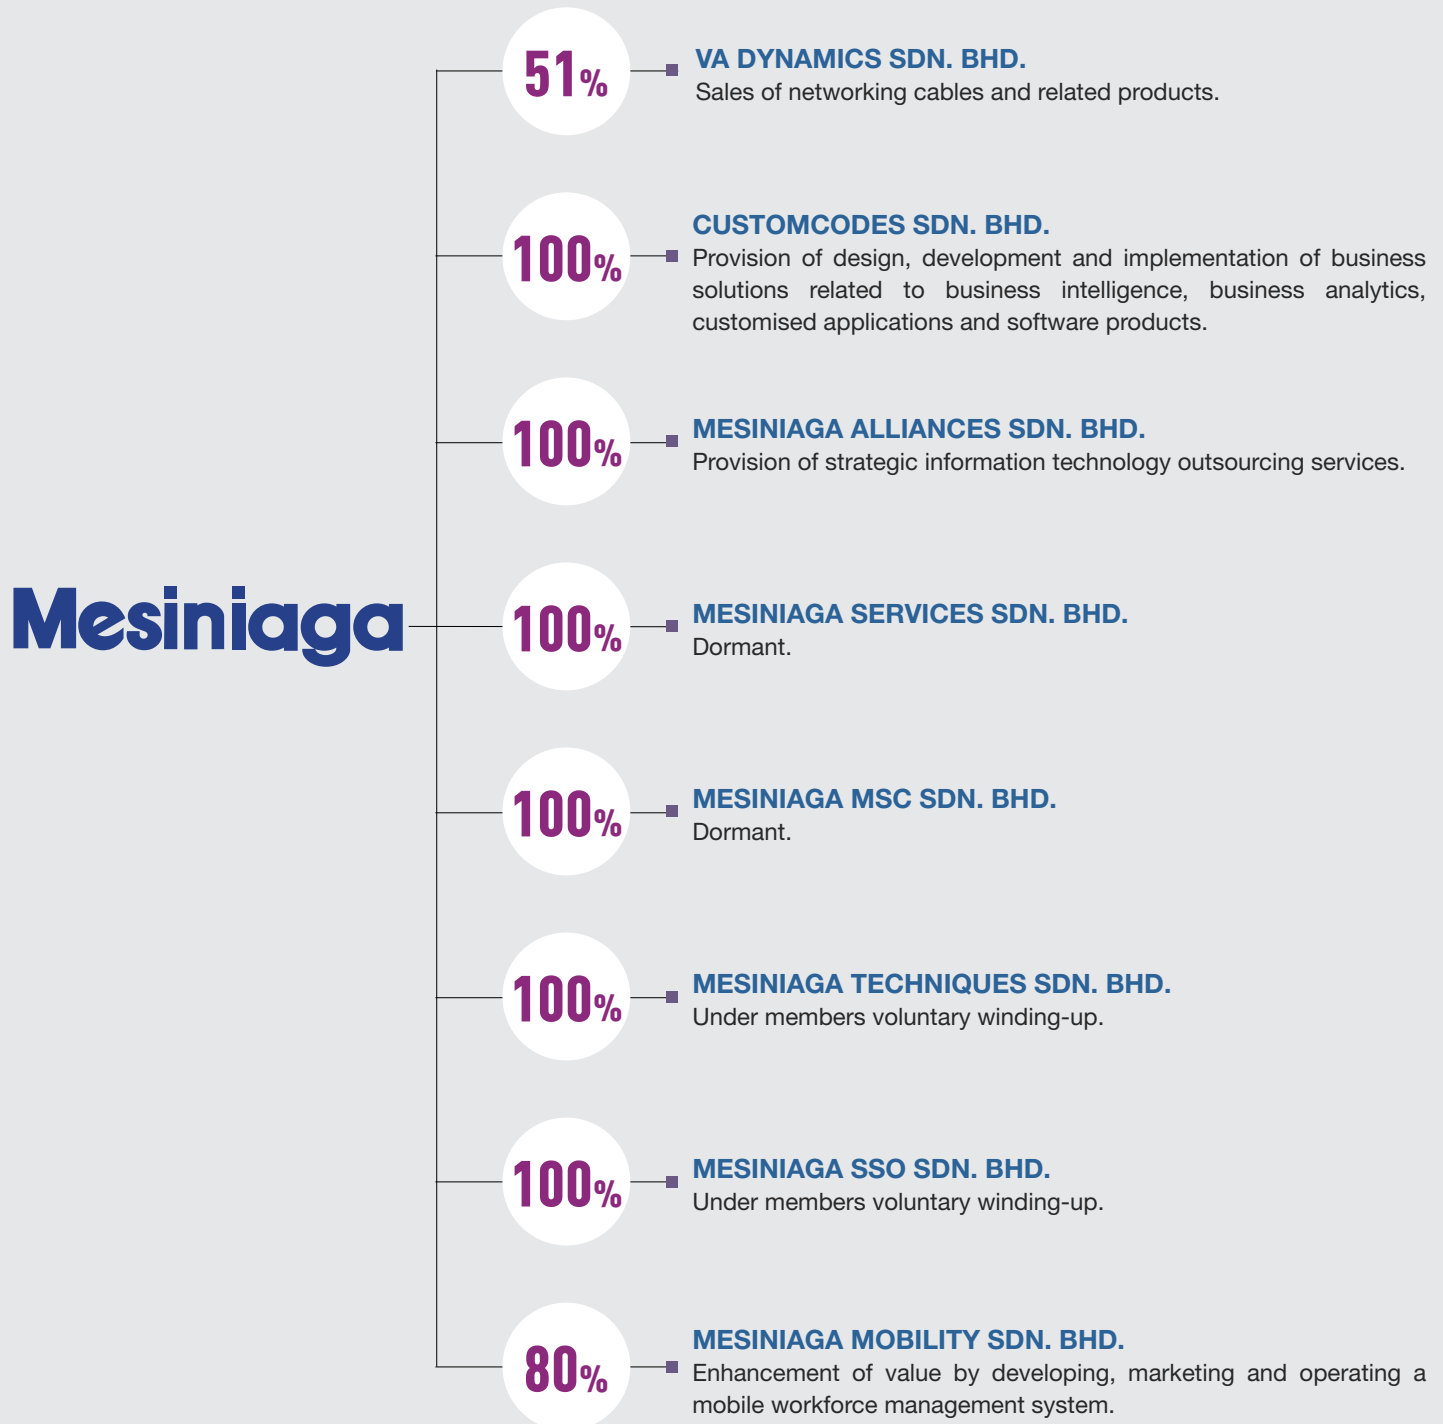 51%
VA DYNAMICS SDN. BHD.
Sales of networking cables and related products.
100%
CUSTOMCODES SDN. BHD.
Provision of design, development and implementation of business
solutions related to business intelligence, business analytics,
customised applications and software products.
100%
MESINIAGA ALLIANCES SDN. BHD.
Provision of strategic information technology outsourcing services.
Mesiniaga
100%
MESINIAGA SERVICES SDN. BHD.
Dormant.
100%
MESINIAGA MSC SDN. BHD.
Dormant.
100%
MESINIAGA TECHNIQUES SDN. BHD.
Under members voluntary winding-up.
100%
MESINIAGA SSO SDN. BHD.
Under members voluntary winding-up.
80%
MESINIAGA MOBILITY SDN. BHD.
Enhancement of value by developing, marketing and operating a
mobile workforce management system.